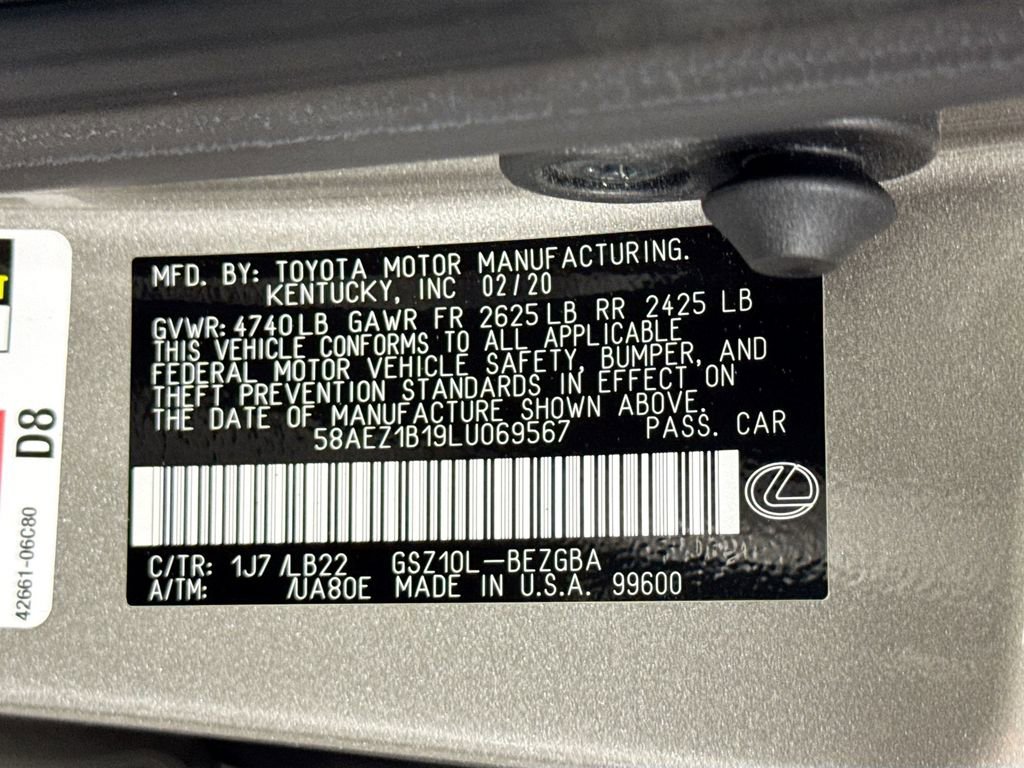 MFD. BY: TOYOTA MOTOR MANUFACTURING.
KENTUCKY, INC 02/20
GVWR: 4740LB GAWR FR 2625LB RR 2425 LB
THIS VEHICLE CONFORMS TO ALL APPLICABLE
FEDERAL MOTOR VEHICLE SAFETY, BUMPER, AND
THEFT PREVENTION STANDARDS IN EFFECT ON
THE DATE OF MANUFACTURE SHOWN ABOVE.
58AEZ1B19LU069567 PASS. CAR
C/TR: 1J7 /LB22 GSZ10L-BEZGBA
A/TM: /UA80E MADE IN U.S.A. 99600
D8
42661-06C80